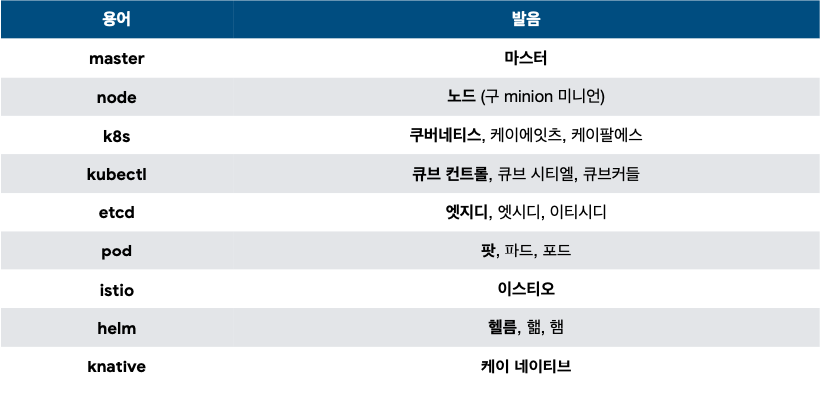 용어 발음
master 마스터
node 노드 (구 minion 미니언)
k8s 쿠버네티스, 케이에잇츠, 케이팔에스
kubectl 큐브 컨트롤, 큐브 시티엘, 큐브커들
etcd 엣지디, 엣시디, 이티시디
pod 팟, 파드, 포드
istio 이스티오
helm 헬름, 핾, 햄
knative 케이 네이티브